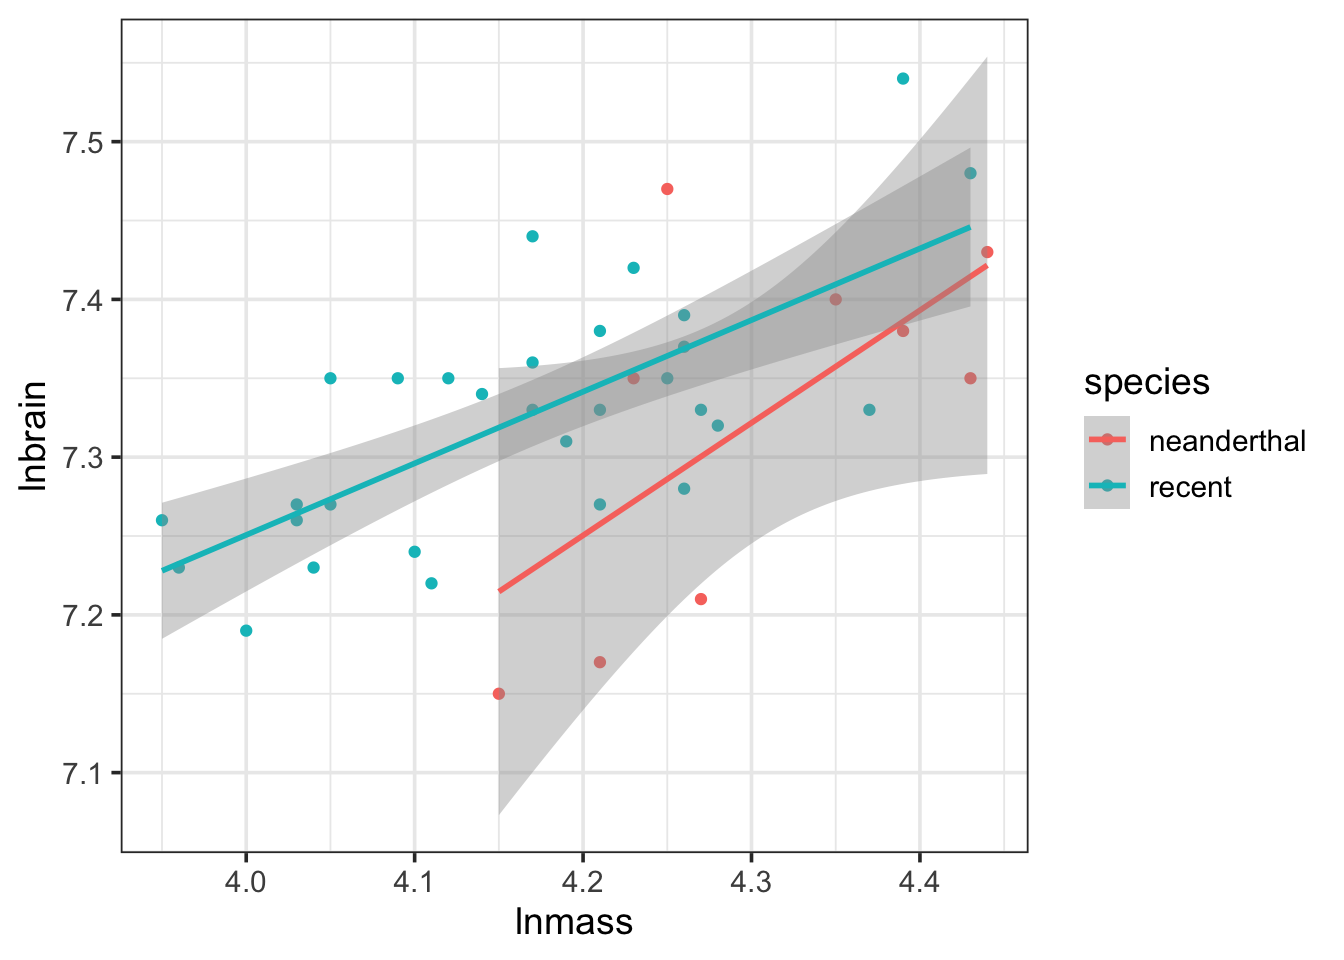 7.5
7.4
7.3
7.2
7.1
lnbrain
4.0 4.1 4.2 4.3 4.4
lnmass
species
neanderthal
recent